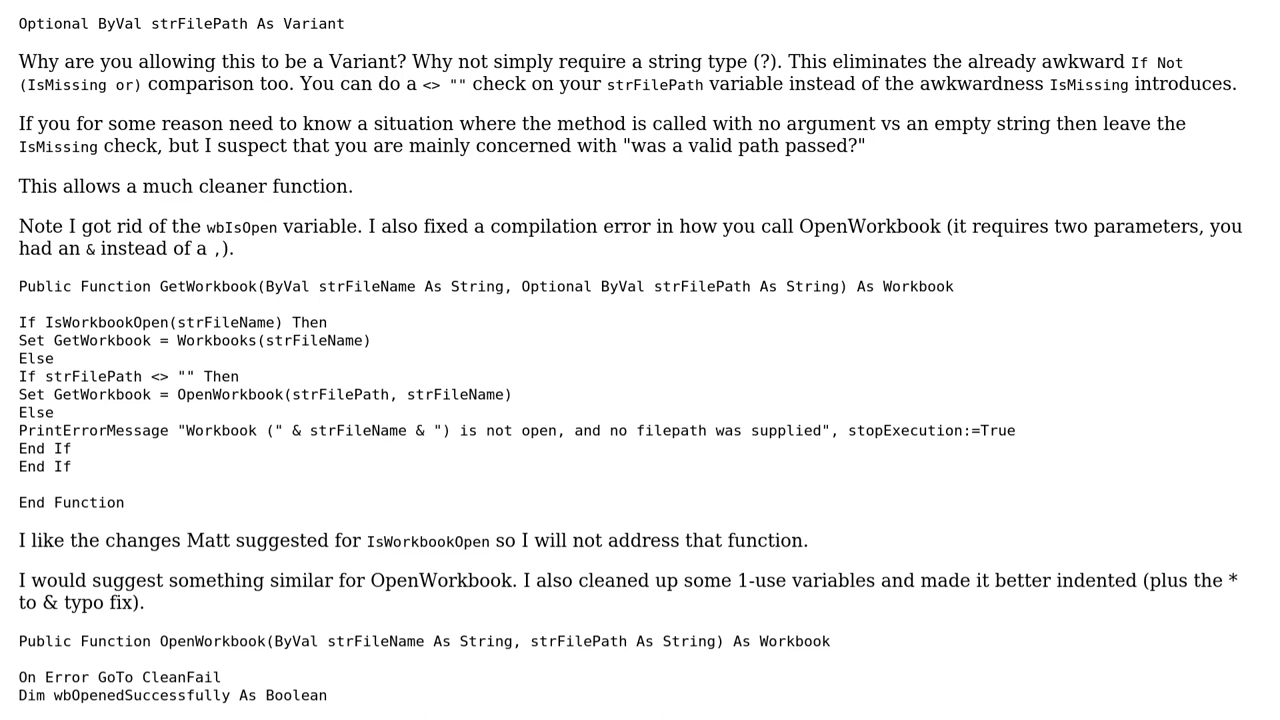 Optional ByVal strFilePath As Variant
Why are you allowing this to be a Variant? Why not simply require a string type (?). This eliminates the already awkward If Not
(IsMissing or) comparison too. You can do a <> "" check on your strFilePath variable instead of the awkwardness IsMissing introduces.
If you for some reason need to know a situation where the method is called with no argument vs an empty string then leave the
IsMissing check, but I suspect that you are mainly concerned with "was a valid path passed?"
This allows a much cleaner function.
Note I got rid of the wbIsOpen variable. I also fixed a compilation error in how you call OpenWorkbook (it requires two parameters, you
had an & instead of a ,).
Public Function GetWorkbook(ByVal strFileName As String, Optional ByVal strFilePath As String) As Workbook
If IsWorkbookOpen(strFileName) Then
Set GetWorkbook = Workbooks(strFileName)
Else
If strFilePath <> "" Then
Set GetWorkbook = OpenWorkbook(strFilePath, strFileName)
Else
PrintErrorMessage "Workbook (" & strFileName & ") is not open, and no filepath was supplied", stopExecution:=True
End If
End If
End Function
I like the changes Matt suggested for IsWorkbookOpen so I will not address that function.
I would suggest something similar for OpenWorkbook. I also cleaned up some 1-use variables and made it better indented (plus the *
to & typo fix).
Public Function OpenWorkbook(ByVal strFileName As String, strFilePath As String) As Workbook
On Error GoTo CleanFail
Dim wbOpenedSuccessfully As Boolean